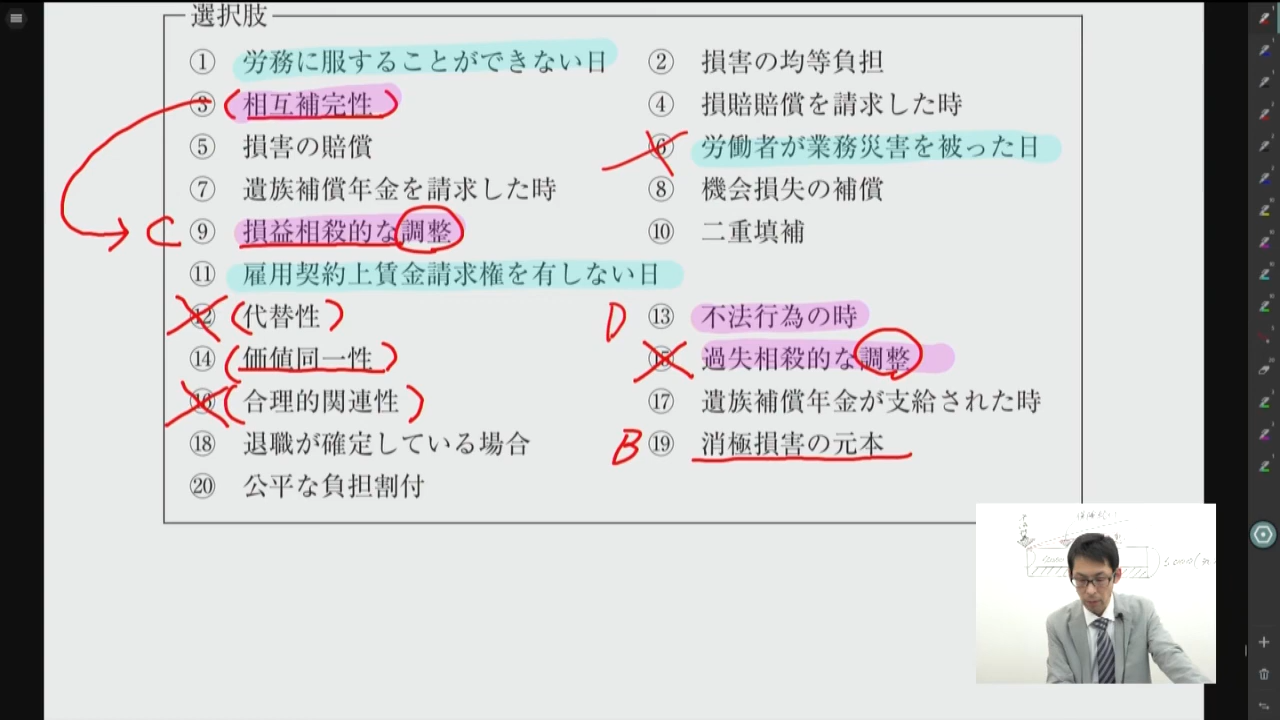 選択肢
① 労務に服することができない日 ② 損害の均等負担
③ (相互補完性) ④ 損賠賠償を請求した時
⑤ 損害の賠償 ⑥ 労働者が業務災害を被った日
⑦ 遺族補償年金を請求した時 ⑧ 機会損失の補償
C ⑨ 損益相殺的な調整 ⑩ 二重填補
⑪ 雇用契約上賃金請求権を有しない日
⑫ (代替性) D ⑬ 不法行為の時
⑭ (価値同一性) ⑮ 過失相殺的な調整
⑯ (合理的関連性) ⑰ 遺族補償年金が支給された時
⑱ 退職が確定している場合 B ⑲ 消極損害の元本
⑳ 公平な負担割付